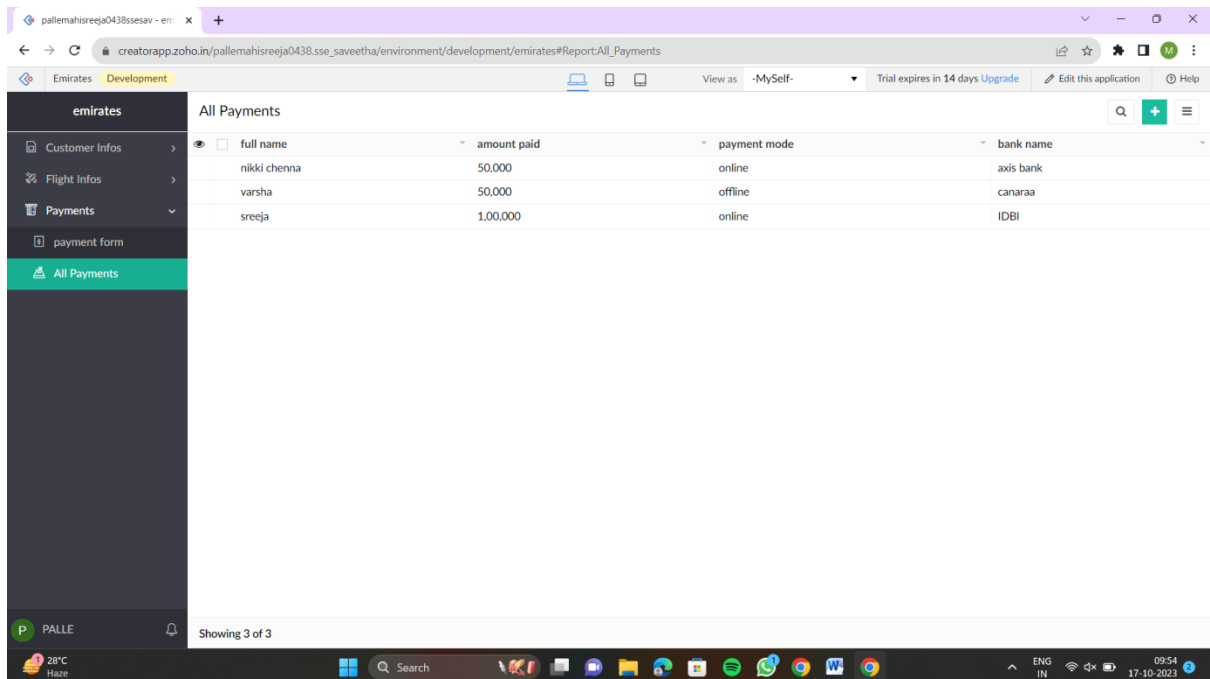 pallemahisreeja0438ssesav - em
creatorapp.zoho.in/pallemahisreeja0438.sse_saveetha/environment/development/emirates#Report:All_Payments
M
Emirates Development View as -MySelf- Trial expires in 14 days Upgrade Edit this application Help
emirates
All Payments
Customer Infos
Flight Infos
Payments
payment form
All Payments
full name amount paid payment mode bank name
nikki chenna 50,000 online axis bank
varsha 50,000 offline canaraa
sreeja 1,00,000 online IDBI
P PALLE
Showing 3 of 3
1 28°C
Haze
Search
1
W
ENG
IN
09:54
17-10-2023
2